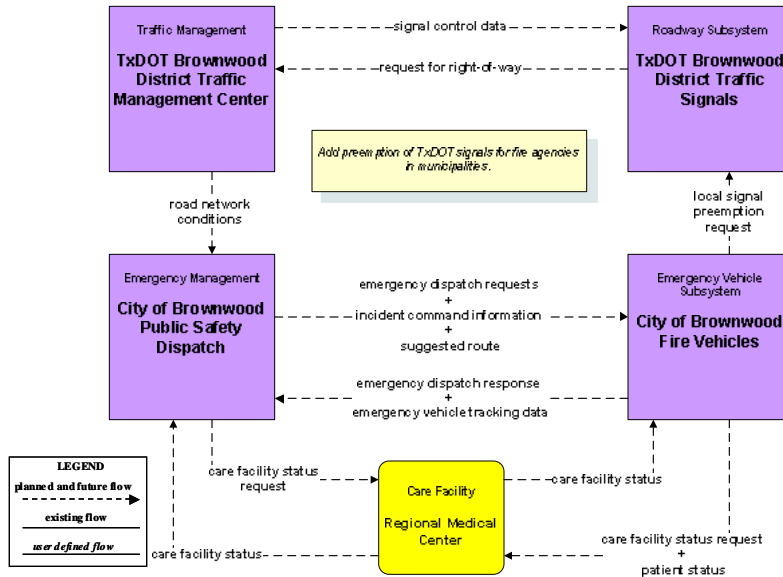 Traffic Management
TxDOT Brownwood
District Traffic
Management Center
signal control data
request for right-of-way
Roadway Subsystem
TxDOT Brownwood
District Traffic
Signals
Add preemption of TxDOT signals for fire agencies
in municipalities.
road network
conditions
local signal
preemption
request
Emergency Management
City of Brownwood
Public Safety
Dispatch
emergency dispatch requests
+
incident command information
+
suggested route
emergency dispatch response
+
emergency vehicle tracking data
Emergency Vehicle
Subsystem
City of Brownwood
Fire Vehicles
LEGEND
planned and future flow
existing flow
user defined flow
care facility status
request
Care Facility
Regional Medical
Center
care facility status
care facility status
care facility status request
+
patient status